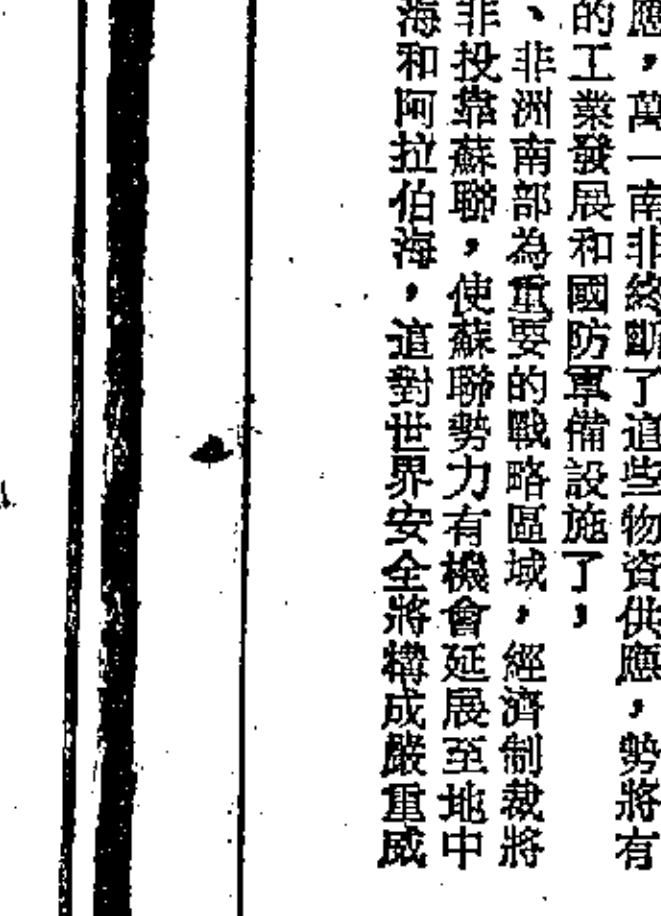 應，萬一南非終斷了這些物資供應，勢將有
的工業發展和國防軍備設施了，
、非洲南部為重要的戰略區域，經濟制裁將
非投靠蘇聯，使蘇聯勢力有機會延展至地中
海和阿拉伯海，這對世界安全將構成嚴重威